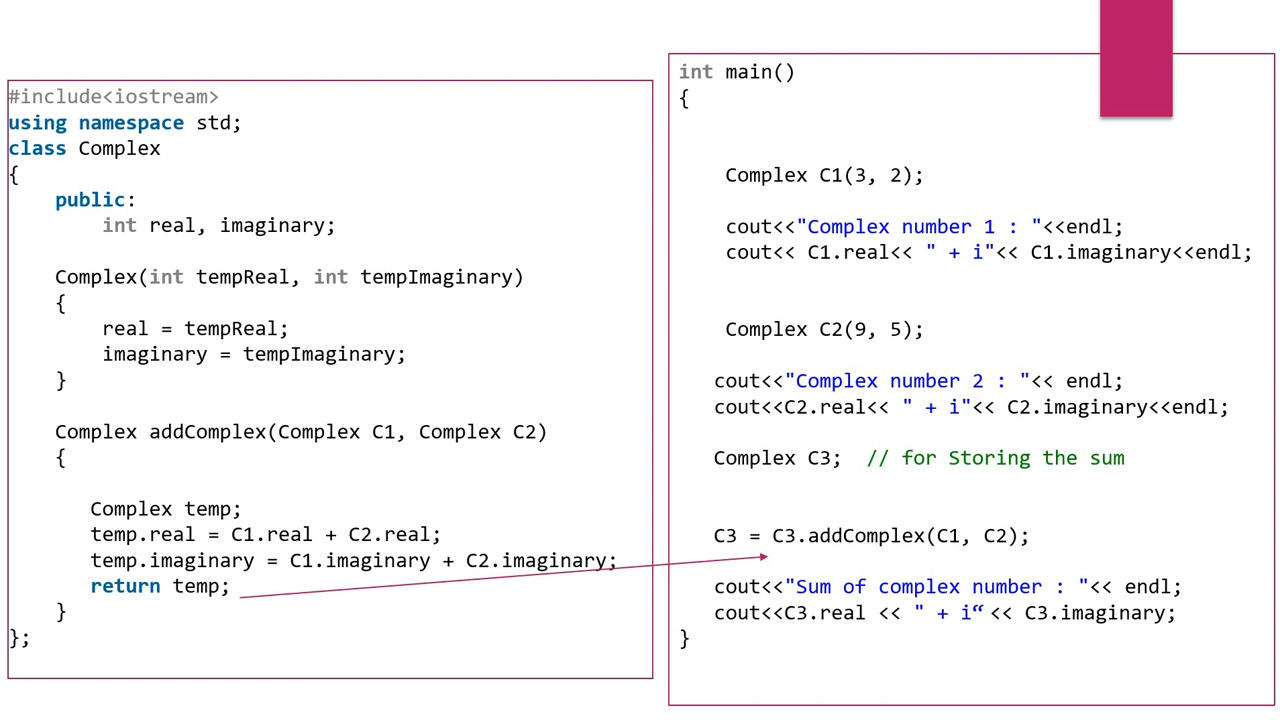 #include<iostream>
using namespace std;
class Complex
{
    public:
        int real, imaginary;
    Complex(int tempReal, int tempImaginary)
    {
        real = tempReal;
        imaginary = tempImaginary;
    }
    Complex addComplex(Complex C1, Complex C2)
    {
       Complex temp;
       temp.real = C1.real + C2.real;
       temp.imaginary = C1.imaginary + C2.imaginary;
       return temp;
    }
};
int main()
{
    Complex C1(3, 2);
    cout<<"Complex number 1 : "<<endl;
    cout<< C1.real<< " + i"<< C1.imaginary<<endl;
    Complex C2(9, 5);
   cout<<"Complex number 2 : "<< endl;
   cout<<C2.real<< " + i"<< C2.imaginary<<endl;
   Complex C3;  // for Storing the sum
   C3 = C3.addComplex(C1, C2);
   cout<<"Sum of complex number : "<< endl;
   cout<<C3.real << " + i“ << C3.imaginary;
}